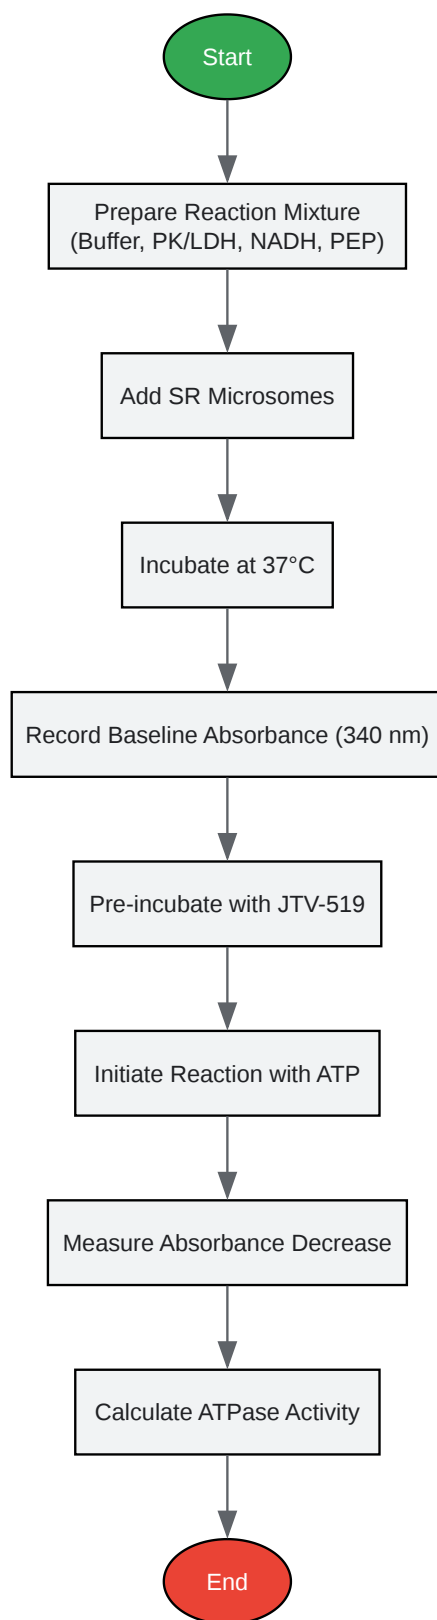 Start
Prepare Reaction Mixture
(Buffer, PK/LDH, NADH, PEP)
Add SR Microsomes
Incubate at 37°C
Record Baseline Absorbance (340 nm)
Pre-incubate with JTV-519
Initiate Reaction with ATP
Measure Absorbance Decrease
Calculate ATPase Activity
End